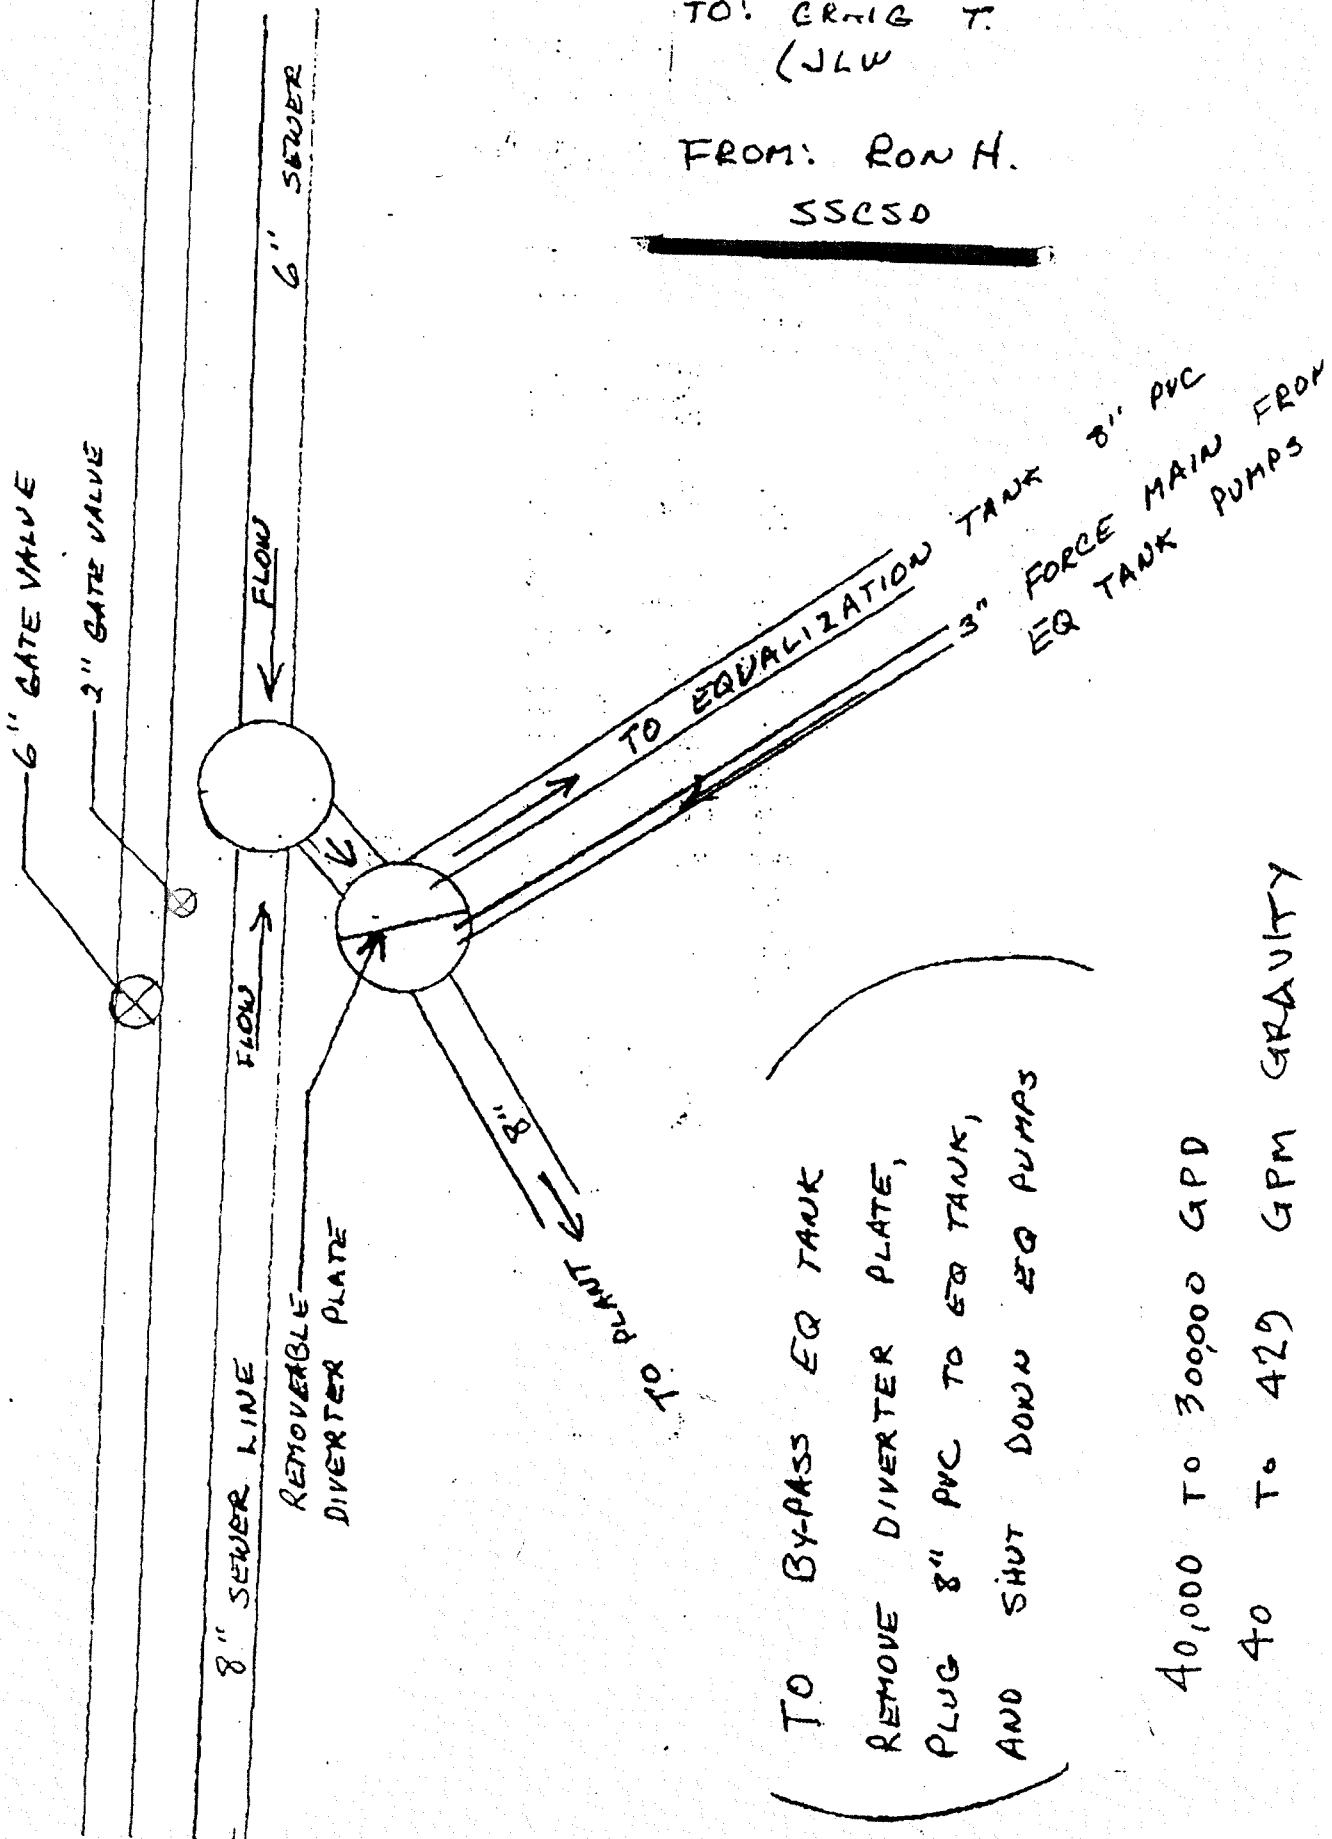 TO: CRAIG T.
(JLW
FROM: RON H.
SSCSD
6" GATE VALVE
2" GATE VALVE
6" SEWER
FLOW
FLOW
8" SEWER LINE
REMOVEABLE
DIVERTER PLATE
TO EQUALIZATION TANK 8" PVC
3" FORCE MAIN FROM
EQ TANK PUMPS
8"
TO PLANT
TO BY-PASS EQ TANK
REMOVE DIVERTER PLATE,
PLUG 8" PVC TO EQ TANK,
AND SHUT DOWN EQ PUMPS
40,000 TO 300,000 GPD
40 TO 429 GPM GRAVITY